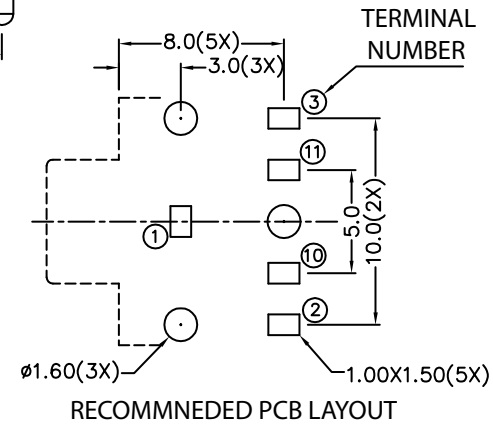 TERMINAL
NUMBER
8.0(5X)
3.0(3X)
3
11
1
5.0
10.0(2X)
10
2
ø1.60(3X)
1.00X1.50(5X)
RECOMMNEDED PCB LAYOUT